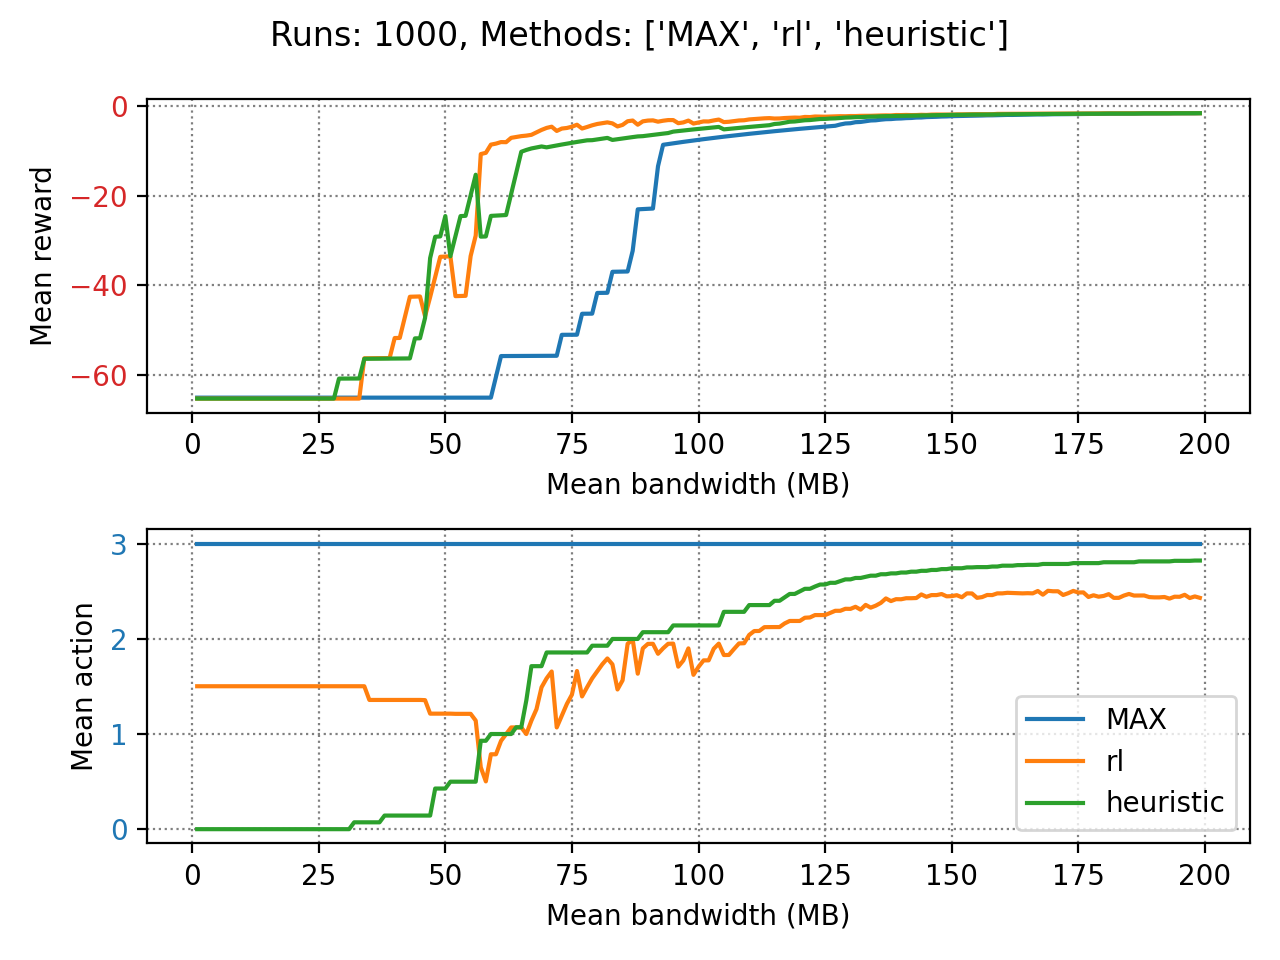 Runs: 1000, Methods: ['MAX', 'rl', 'heuristic']
0
−20
−40
−60
Mean reward
0 25 50 75 100 125 150 175 200
Mean bandwidth (MB)
3
2
1
0
Mean action
MAX
rl
heuristic
0 25 50 75 100 125 150 175 200
Mean bandwidth (MB)